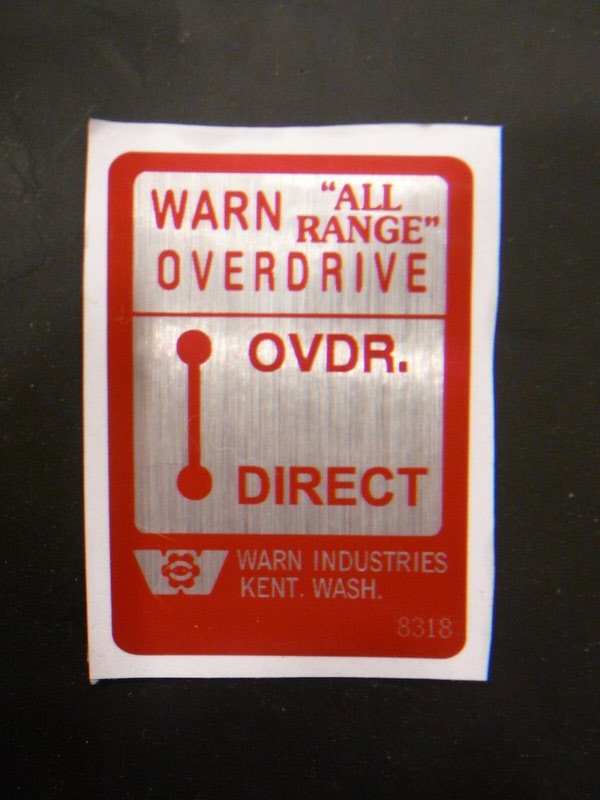 WARN “ALL
RANGE”
OVERDRIVE
OVDR.
DIRECT
WARN INDUSTRIES
KENT. WASH.
8318